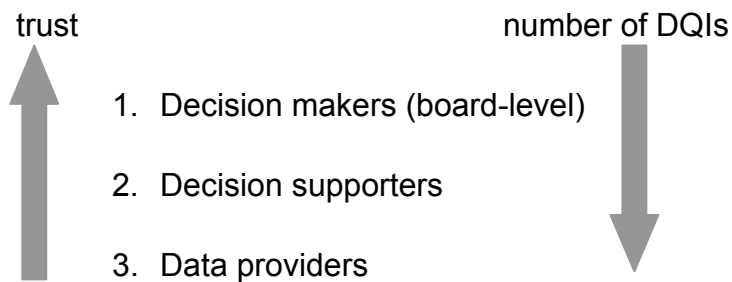 trust
number of DQIs
1. Decision makers (board-level)
2. Decision supporters
3. Data providers